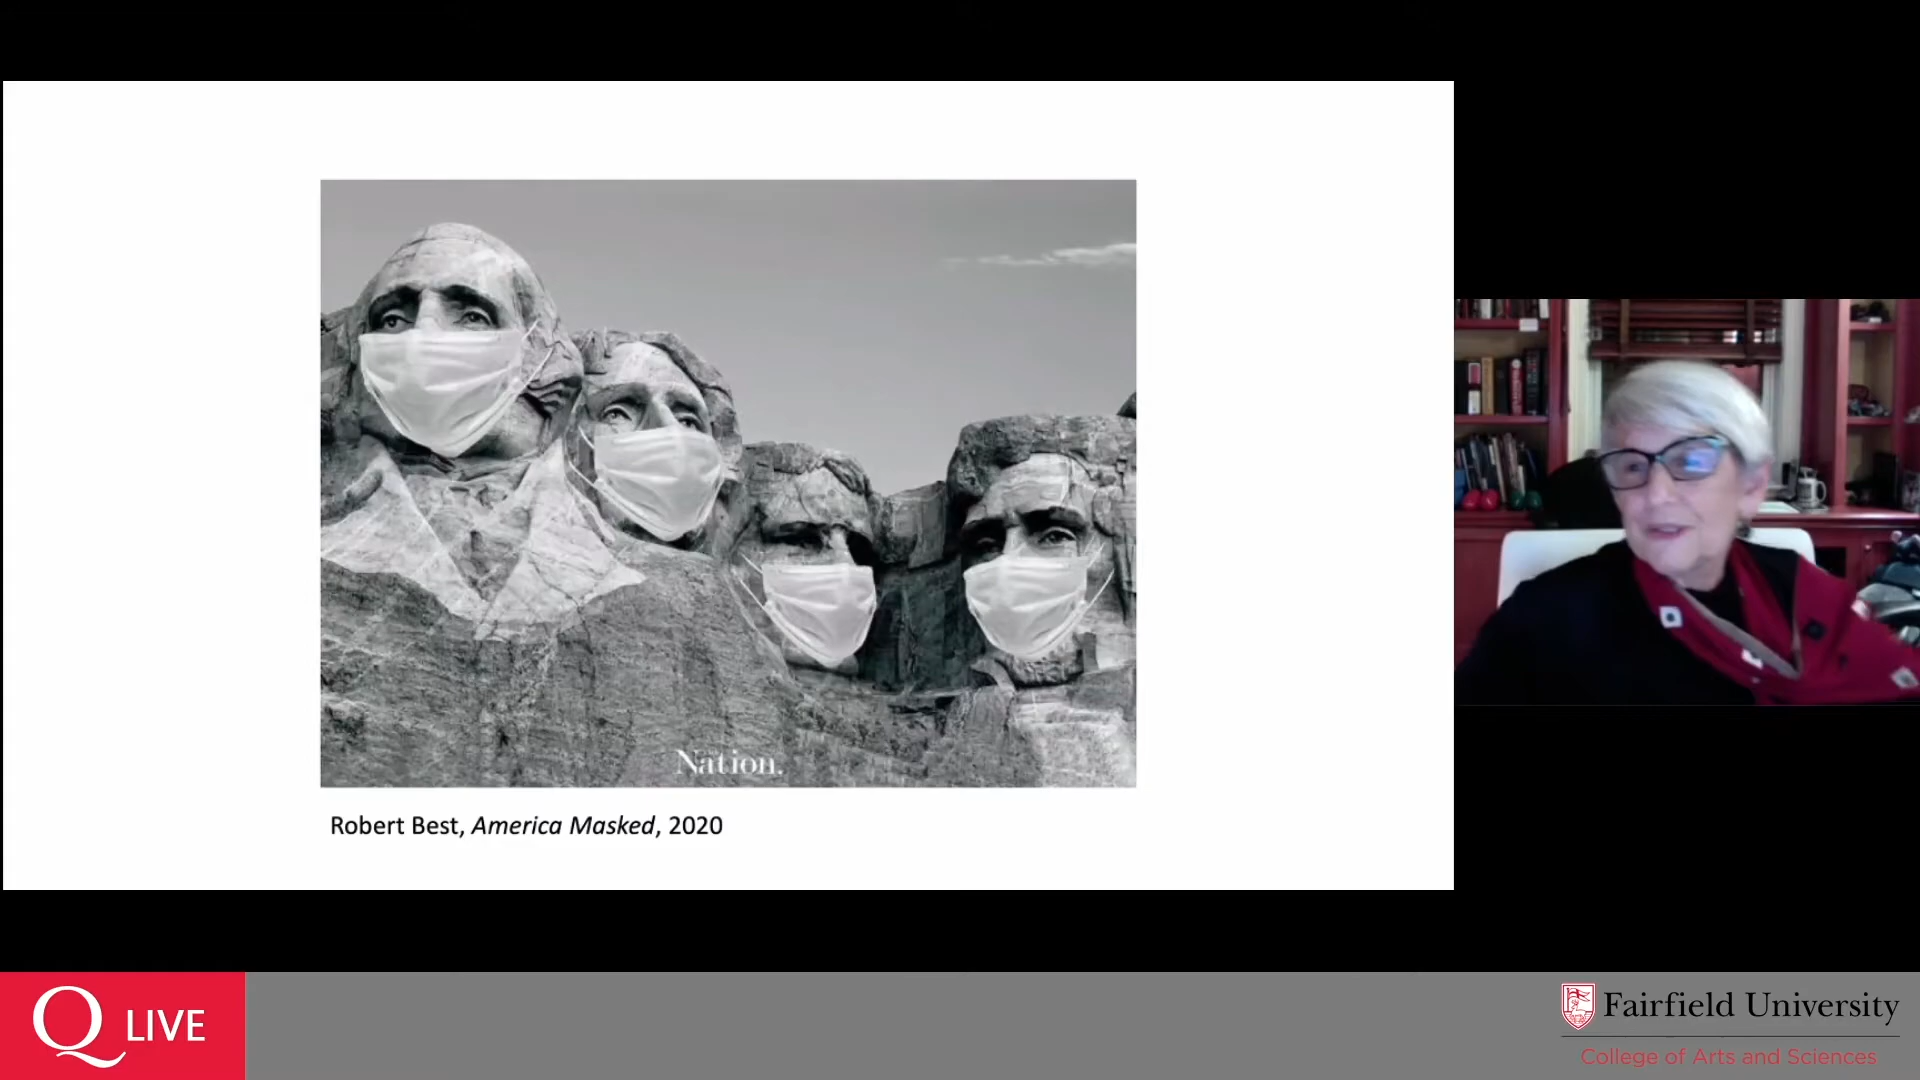 Nation.
Robert Best, America Masked, 2020
Q LIVE
Fairfield University
College of Arts and Sciences